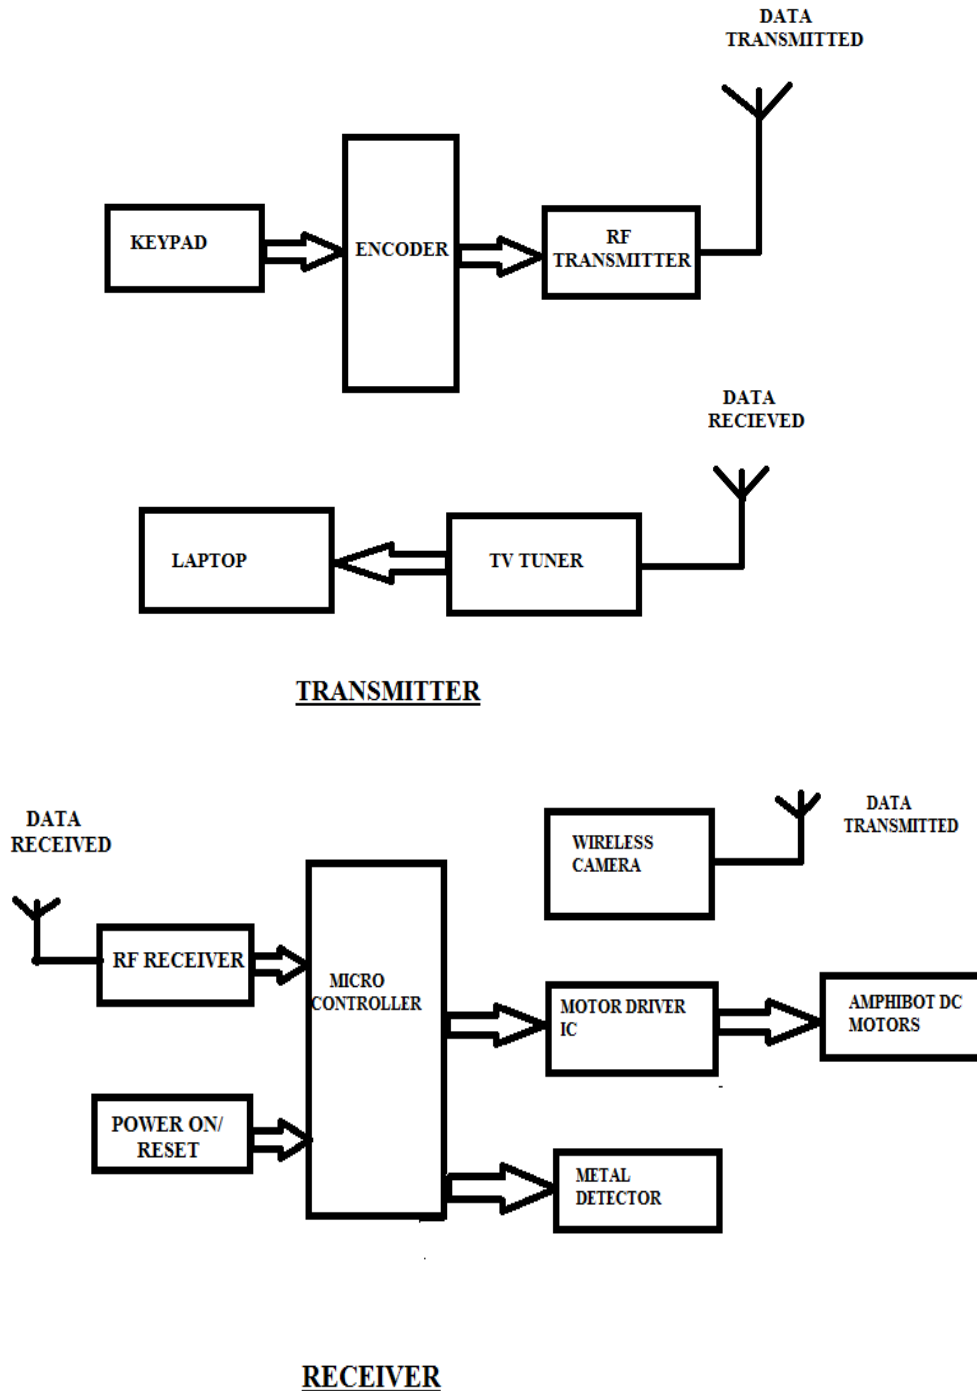 DATA
TRANSMITTED
KEYPAD
ENCODER
RF
TRANSMITTER
DATA
RECIEVED
LAPTOP
TV TUNER
TRANSMITTER
DATA
RECEIVED
WIRELESS
CAMERA
DATA
TRANSMITTED
RF RECEIVER
MICRO
CONTROLLER
MOTOR DRIVER
IC
AMPHIBOT DC
MOTORS
POWER ON/
RESET
METAL
DETECTOR
RECEIVER